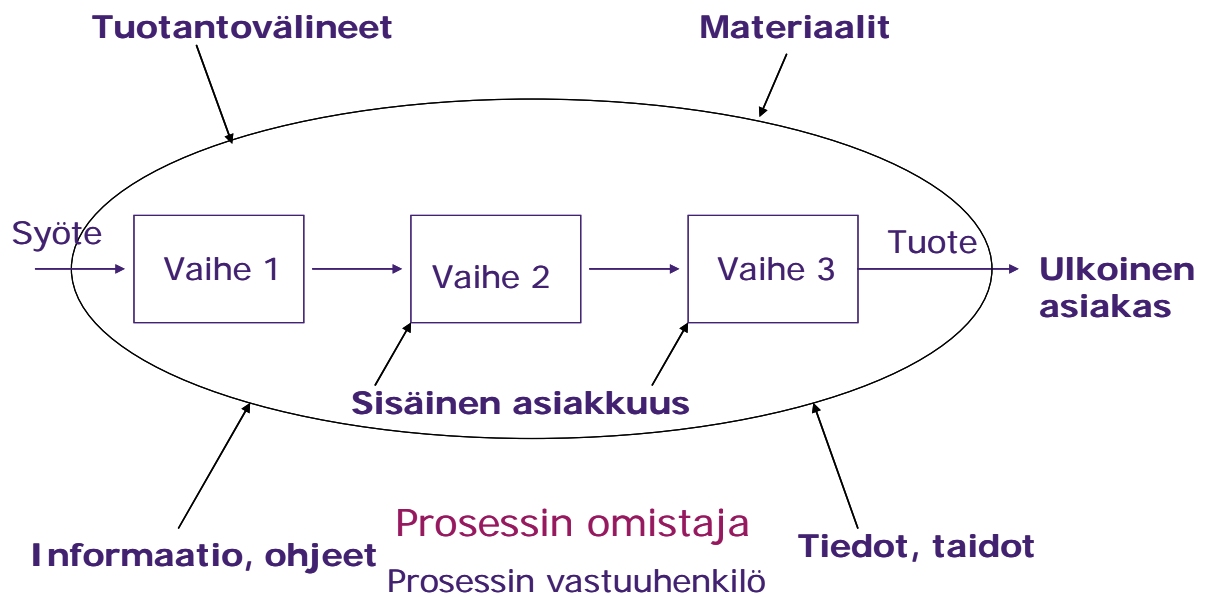 Tuotantovälineet
Materiaalit
Syöte
Vaihe 1
Vaihe 2
Vaihe 3
Tuote
Ulkoinen
asiakas
Sisäinen asiakkuus
Informaatio, ohjeet
Prosessin omistaja
Prosessin vastuuhenkilö
Tiedot, taidot